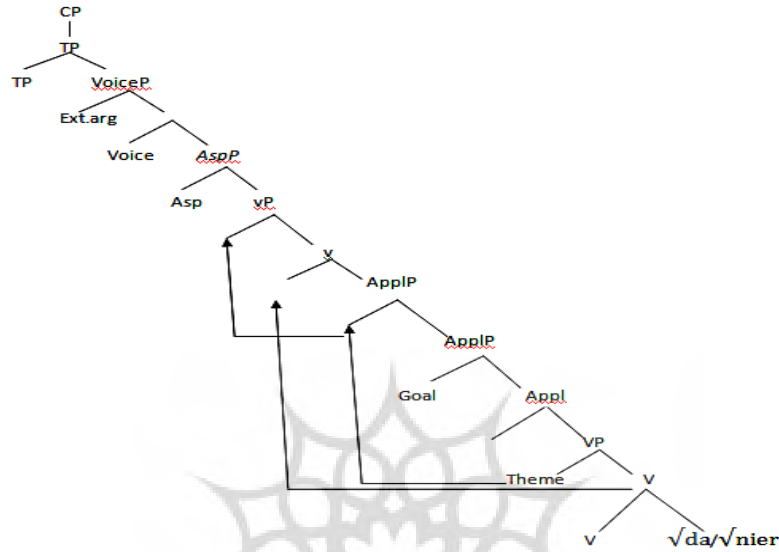 CP
TP
TP VoiceP
Ext.arg
Voice AspP
Asp vP
v
ApplP
ApplP
Goal Appl
VP
Theme V
v √da/√nier